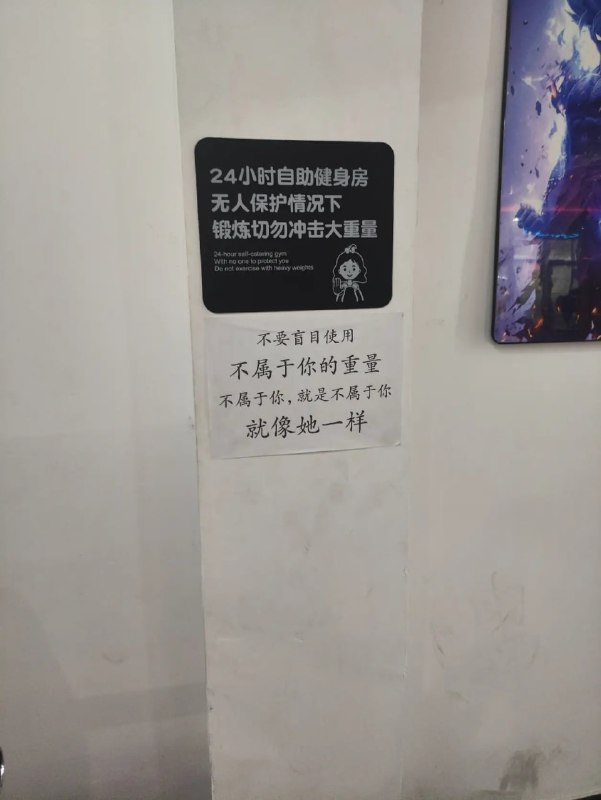 24小时自助健身房
无人保护情况下
锻炼切勿冲击大重量
24-hour self-catering gym
With no one to protect you
Do not exercise with heavy weights
不要盲目使用
不属于你的重量
不属于你，就是不属于你
就像她一样